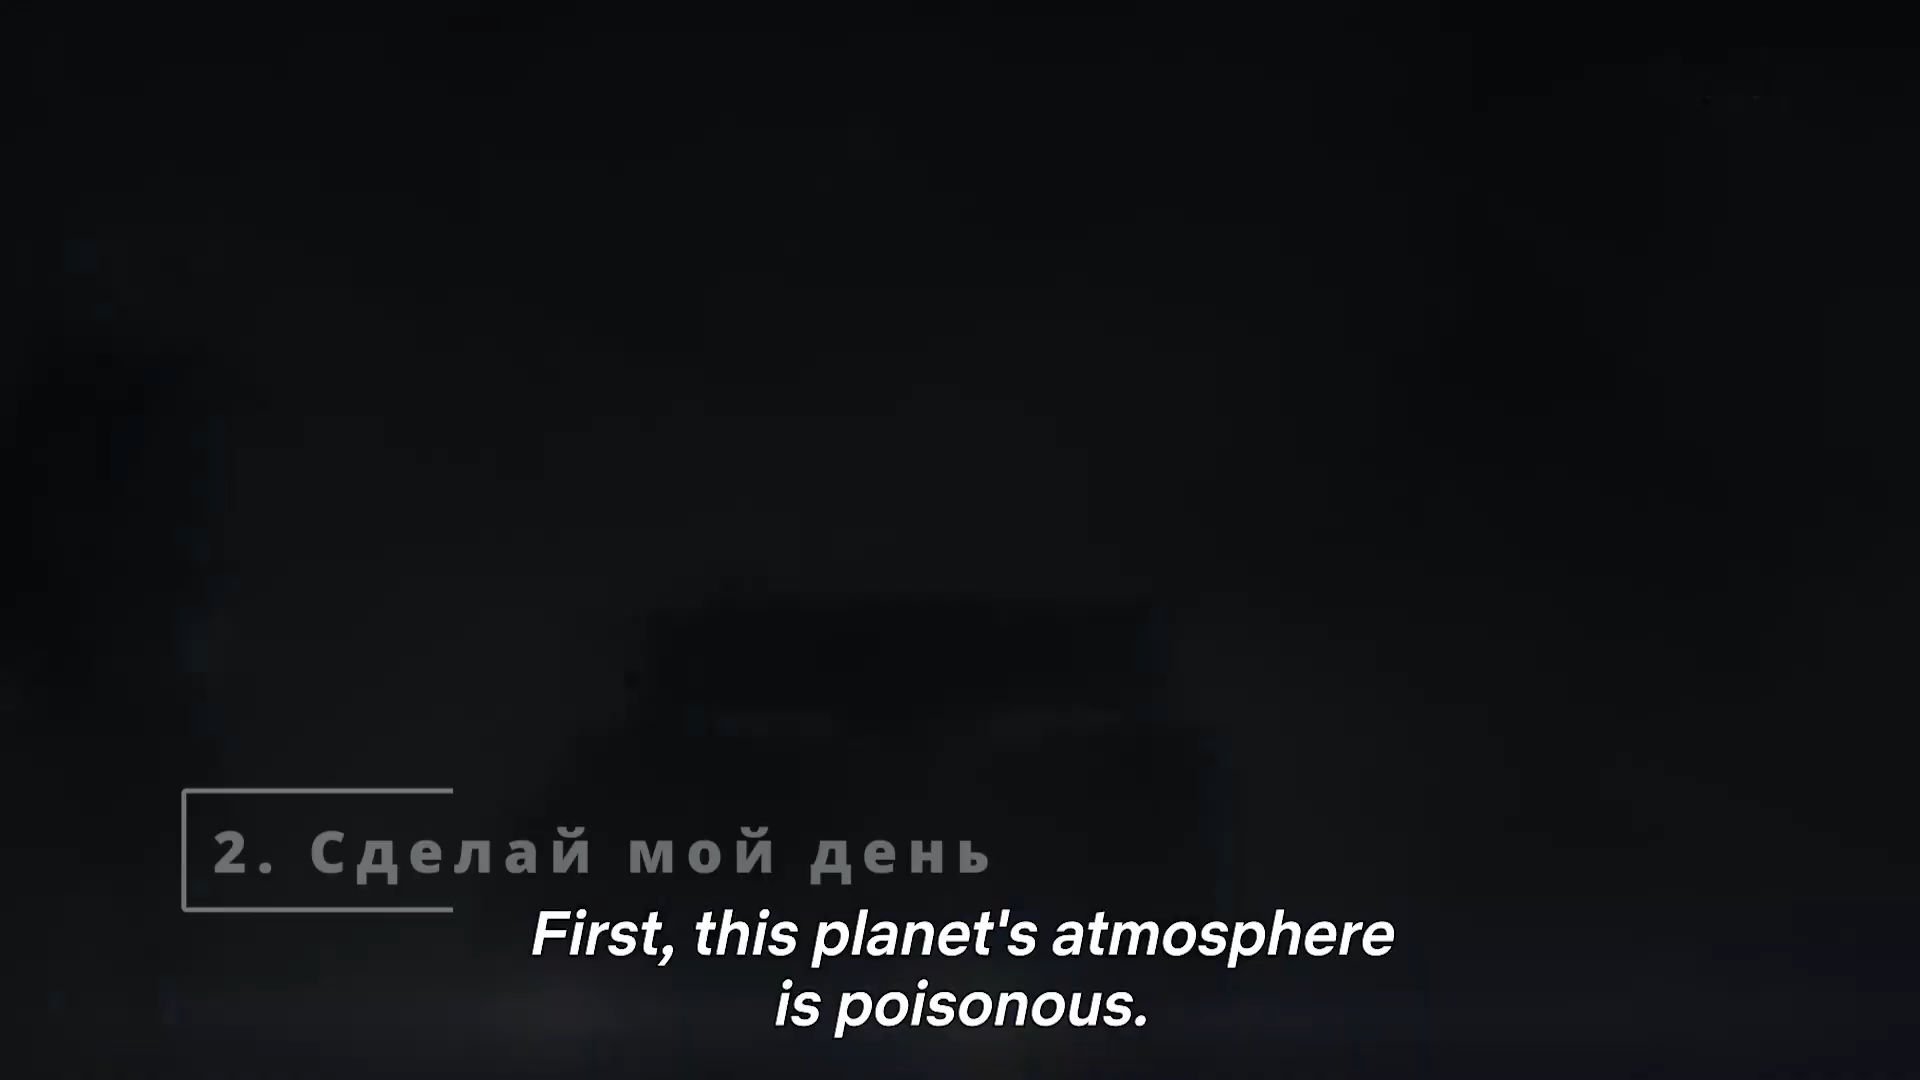 2. Сделай мой день
First, this planet's atmosphere
is poisonous.